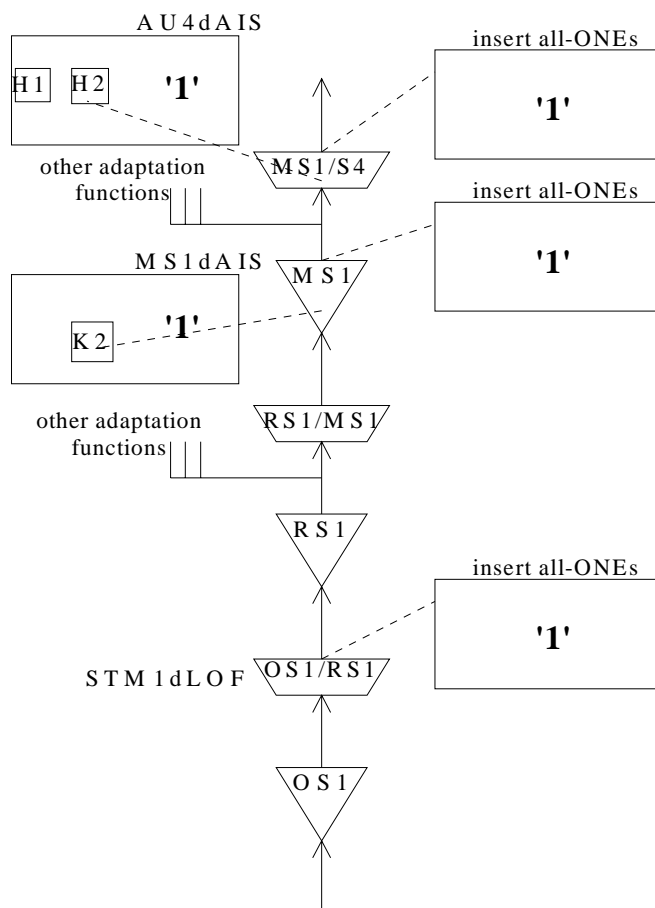 AU4dAIS
insert all-ONEs
H1 H2 '1'
'1'
other adaptation
functions
MS1/S4
insert all-ONEs
MS1dAIS
MS1
'1'
K2 '1'
other adaptation
functions
RS1/MS1
RS1
insert all-ONEs
'1'
STM1dLOF
OS1/RS1
OS1